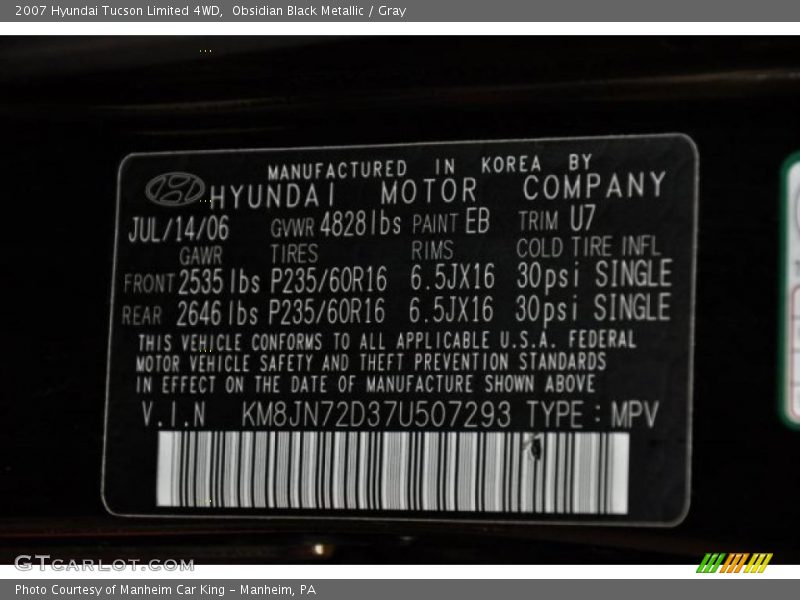 2007 Hyundai Tucson Limited 4WD,  Obsidian Black Metallic / Gray
MANUFACTURED IN KOREA BY
HYUNDAI MOTOR COMPANY
JUL/14/06 GVWR 4828 lbs PAINT EB TRIM U7
GAWR TIRES RIMS COLD TIRE INFL
FRONT 2535 lbs P235/60R16 6.5JX16 30psi SINGLE
REAR 2646 lbs P235/60R16 6.5JX16 30psi SINGLE
THIS VEHICLE CONFORMS TO ALL APPLICABLE U.S.A. FEDERAL
MOTOR VEHICLE SAFETY AND THEFT PREVENTION STANDARDS
IN EFFECT ON THE DATE OF MANUFACTURE SHOWN ABOVE
V.I.N KM8JN72D37U507293 TYPE : MPV
GTCARLOT.COM
Photo Courtesy of Manheim Car King - Manheim, PA